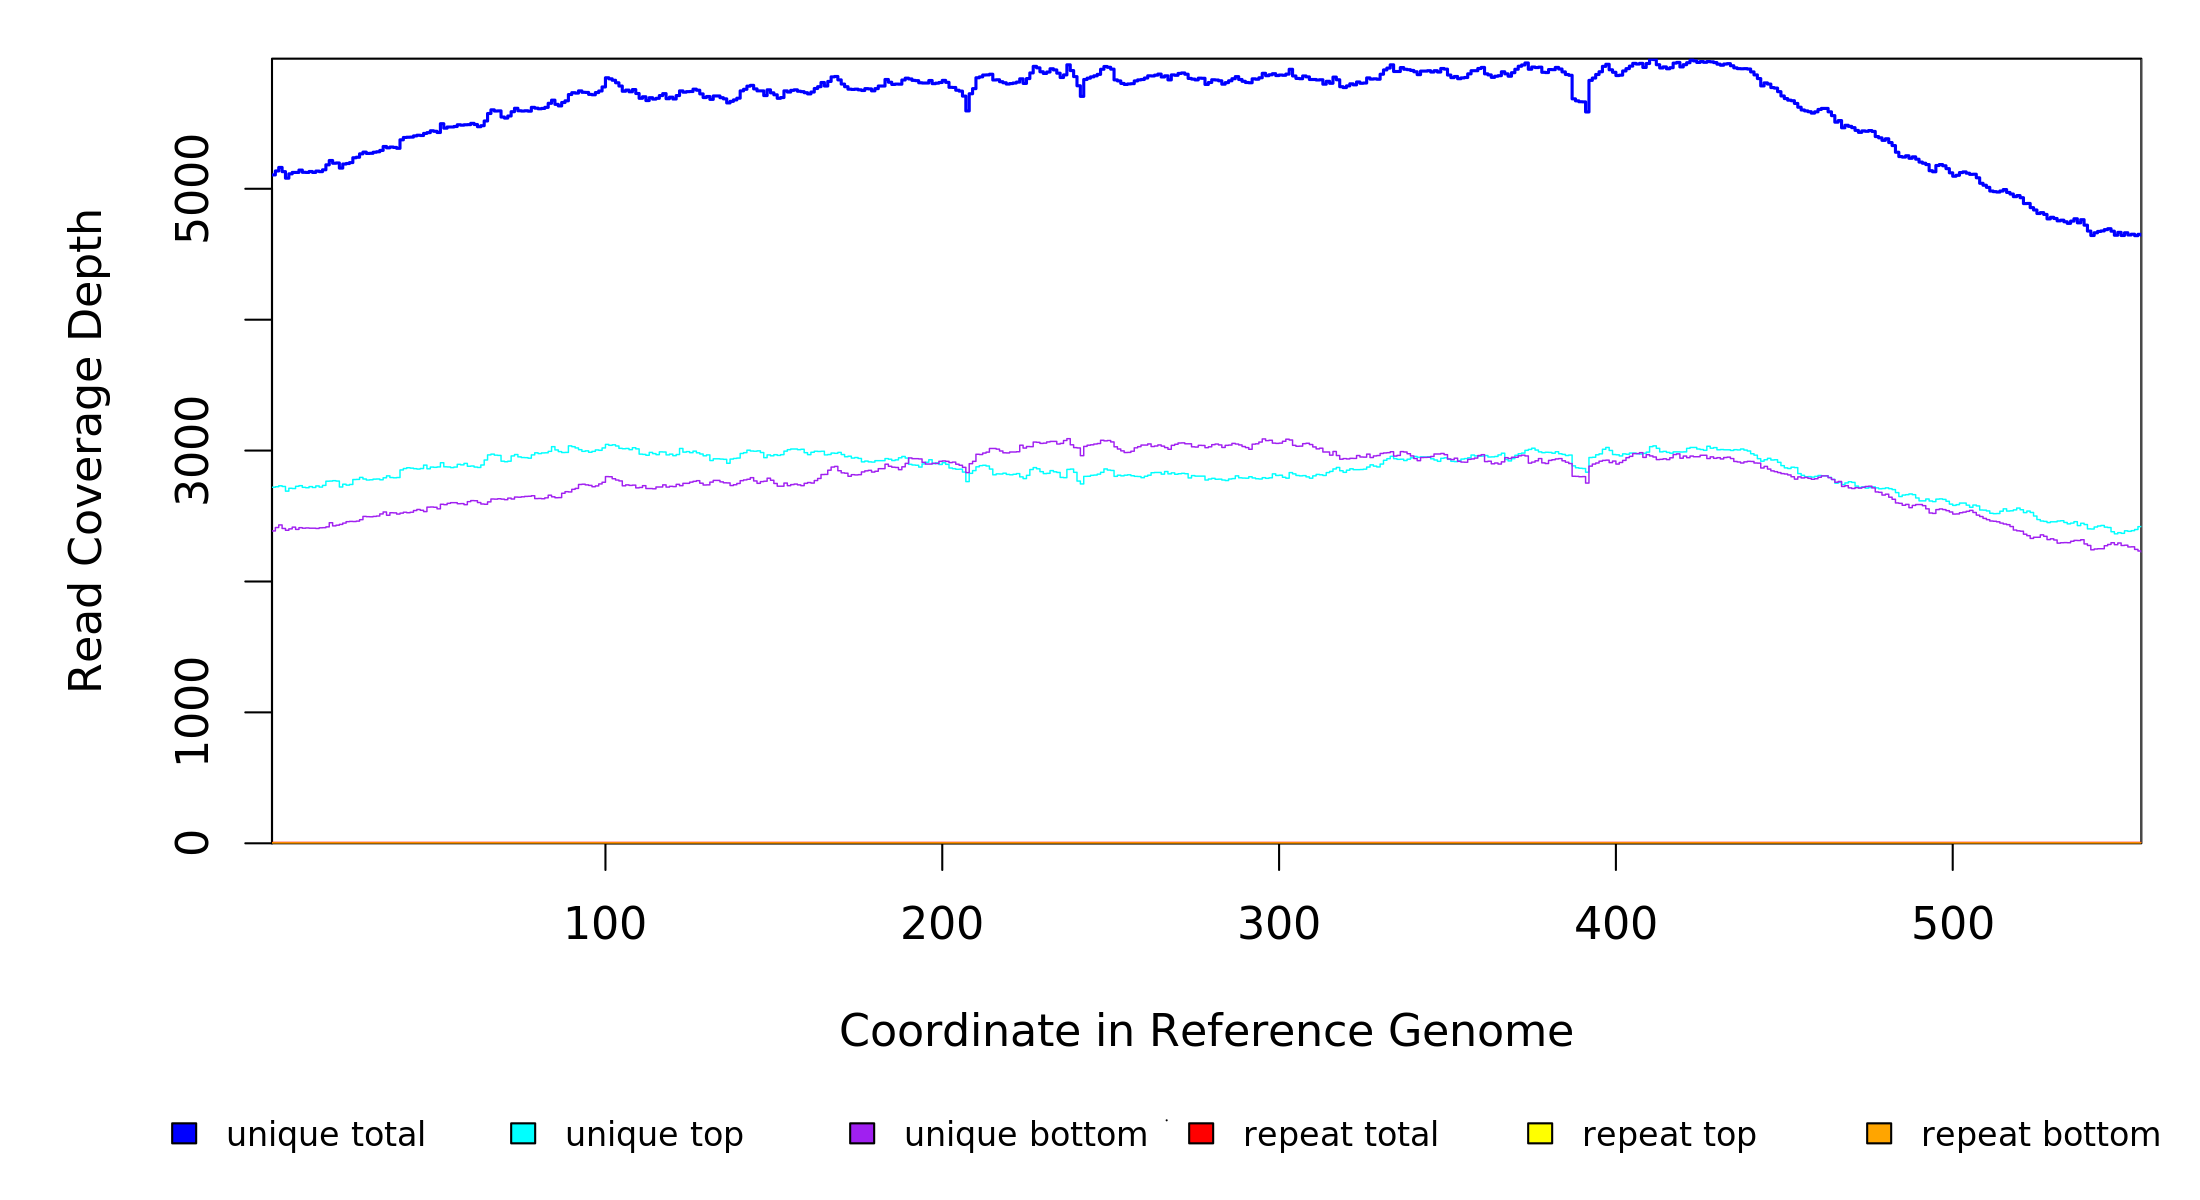 Read Coverage Depth
5000
3000
1000
0
100 200 300 400 500
Coordinate in Reference Genome
unique total unique top unique bottom repeat total repeat top repeat bottom